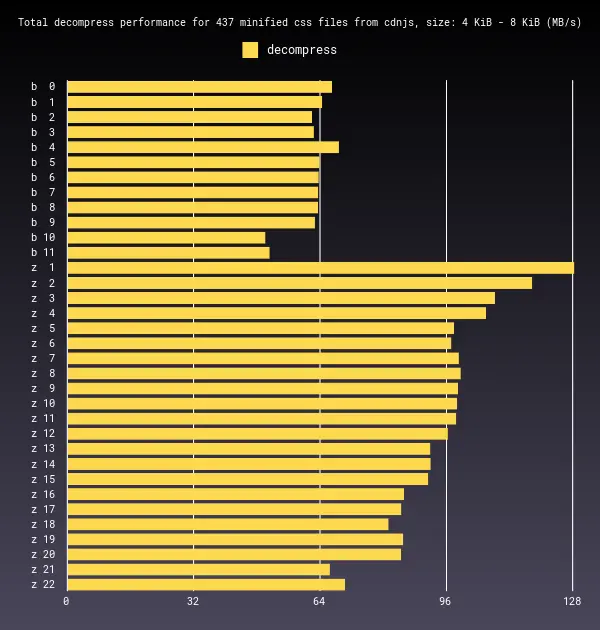 Total decompress performance for 437 minified css files from cdnjs, size: 4 KiB - 8 KiB (MB/s)
decompress
b 0
b 1
b 2
b 3
b 4
b 5
b 6
b 7
b 8
b 9
b 10
b 11
z 1
z 2
z 3
z 4
z 5
z 6
z 7
z 8
z 9
z 10
z 11
z 12
z 13
z 14
z 15
z 16
z 17
z 18
z 19
z 20
z 21
z 22
0 32 64 96 128